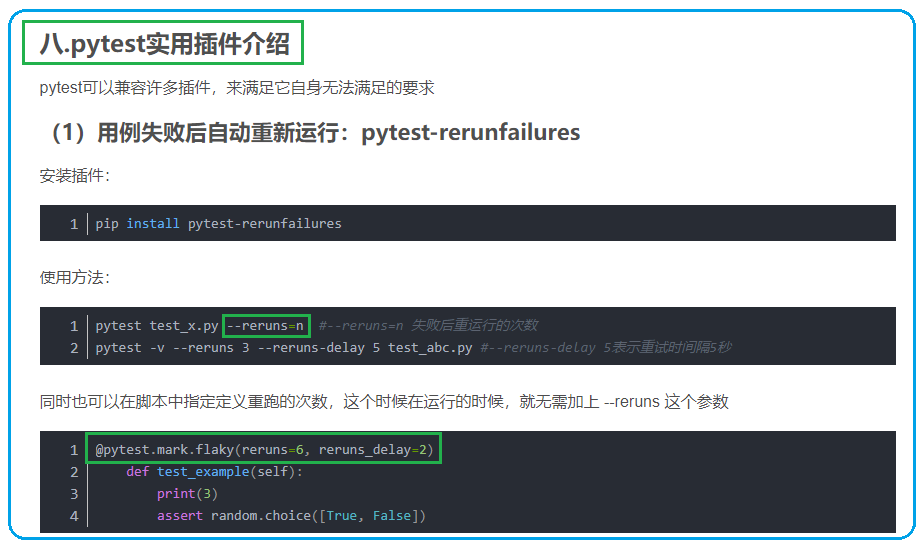 八.pytest实用插件介绍
pytest可以兼容许多插件，来满足它自身无法满足的要求
（1）用例失败后自动重新运行：pytest-rerunfailures
安装插件：
1 pip install pytest-rerunfailures
使用方法：
1 pytest test_x.py --reruns=n #--reruns=n 失败后重运行的次数
2 pytest -v --reruns 3 --reruns-delay 5 test_abc.py #--reruns-delay 5表示重试时间隔5秒
同时也可以在脚本中指定定义重跑的次数，这个时候在运行的时候，就无需加上 --reruns 这个参数
1 @pytest.mark.flaky(reruns=6, reruns_delay=2)
2     def test_example(self):
3         print(3)
4         assert random.choice([True, False])